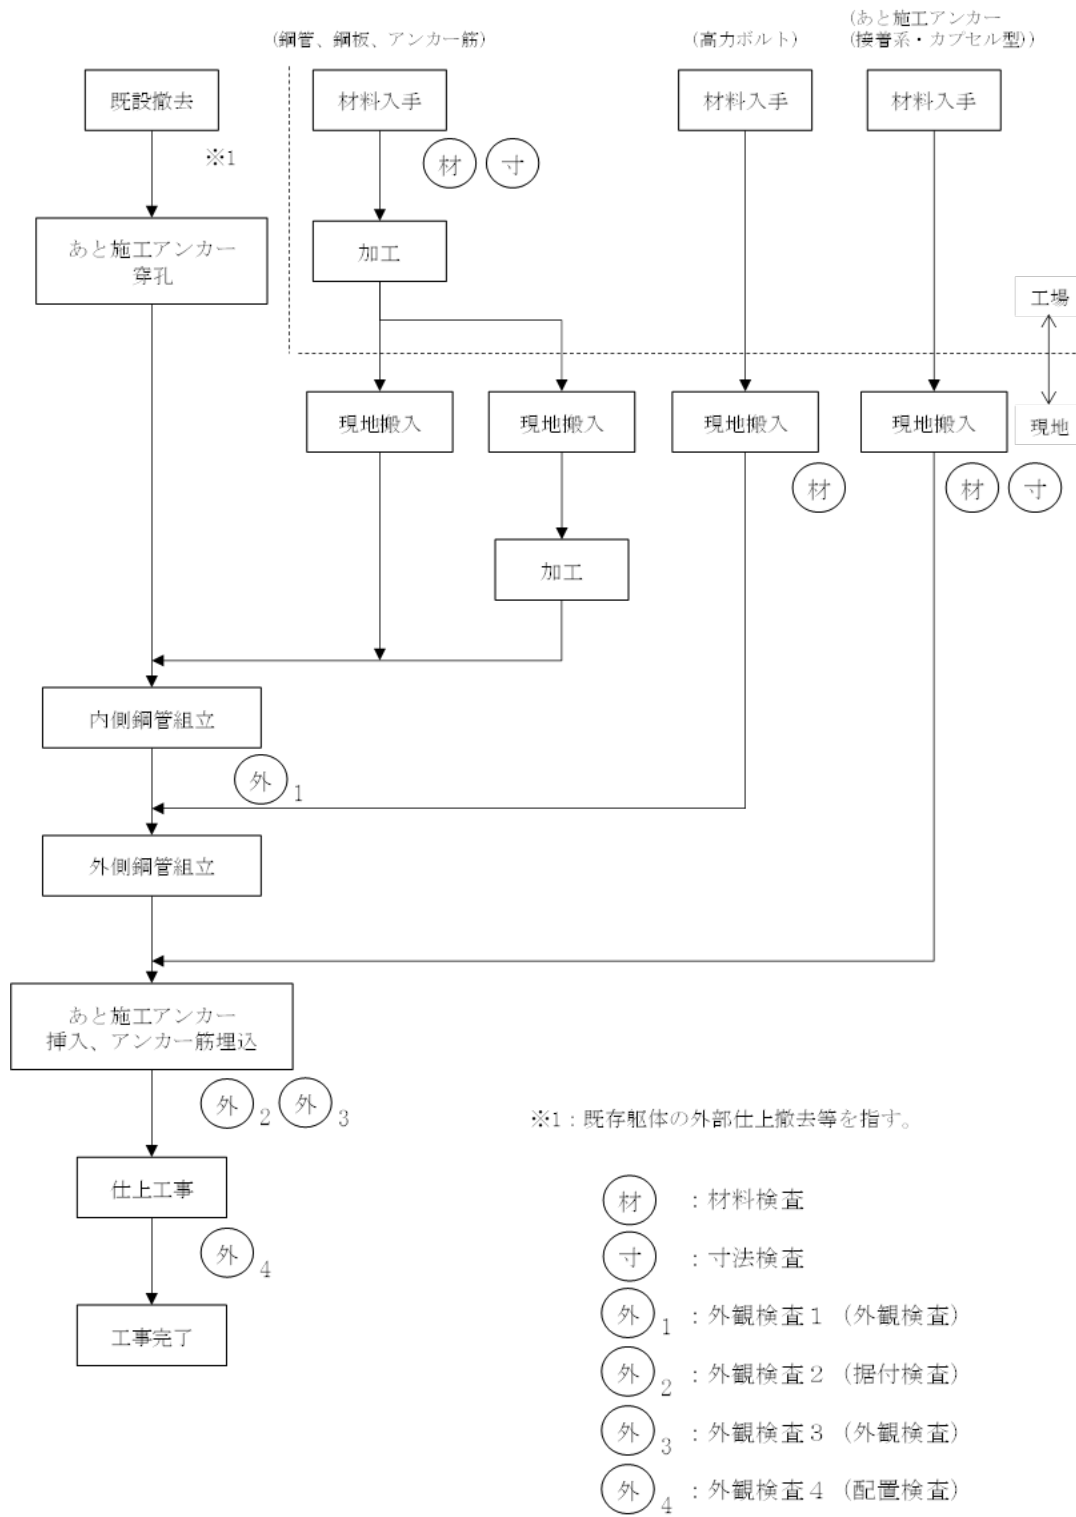 (鋼管、鋼板、アンカー筋)
(高力ボルト)
(あと施工アンカー
(接着系・カプセル型))
既設撤去
材料入手
材料入手
材料入手
※1
材
寸
あと施工アンカー
穿孔
加工
工場
現地搬入
現地搬入
現地搬入
現地搬入
現地
材
材
寸
加工
内側鋼管組立
外1
外側鋼管組立
あと施工アンカー
挿入、アンカー筋埋込
外2
外3
仕上工事
外4
工事完了
※1：既存躯体の外部仕上撤去等を指す。
材：材料検査
寸：寸法検査
外1：外観検査１（外観検査）
外2：外観検査２（据付検査）
外3：外観検査３（外観検査）
外4：外観検査４（配置検査）